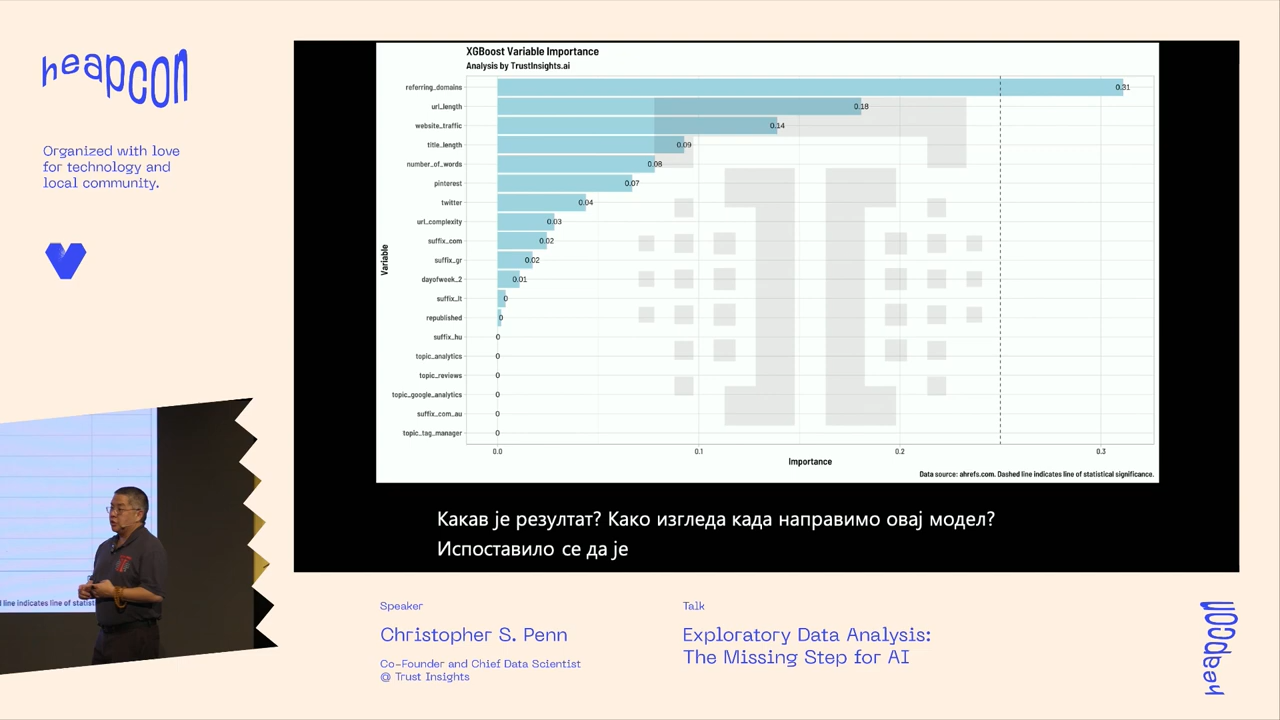 heapcon
Organized with love
for technology and
local community.
XGBoost Variable Importance
Analysis by TrustInsights.ai
Variable
referring_domains 0.31
url_length 0.18
website_traffic 0.14
title_length 0.09
number_of_words 0.08
pinterest 0.07
twitter 0.04
url_complexity 0.03
suffix_com 0.02
suffix_gr 0.02
dayofweek_2 0.01
suffix_lt 0
republished 0
suffix_hu 0
topic_analytics 0
topic_reviews 0
topic_google_analytics 0
suffix_com_au 0
topic_tag_manager 0
0.0 0.1 0.2 0.3
Importance
Data source: ahrefs.com. Dashed line indicates line of statistical significance.
Какав је резултат? Како изгледа када направимо овај модел?
Испоставило се да је
line indicates line of statist
Speaker
Christopher S. Penn
Co-Founder and Chief Data Scientist
@ Trust Insights
Talk
Exploratory Data Analysis:
The Missing Step for AI
heapcon